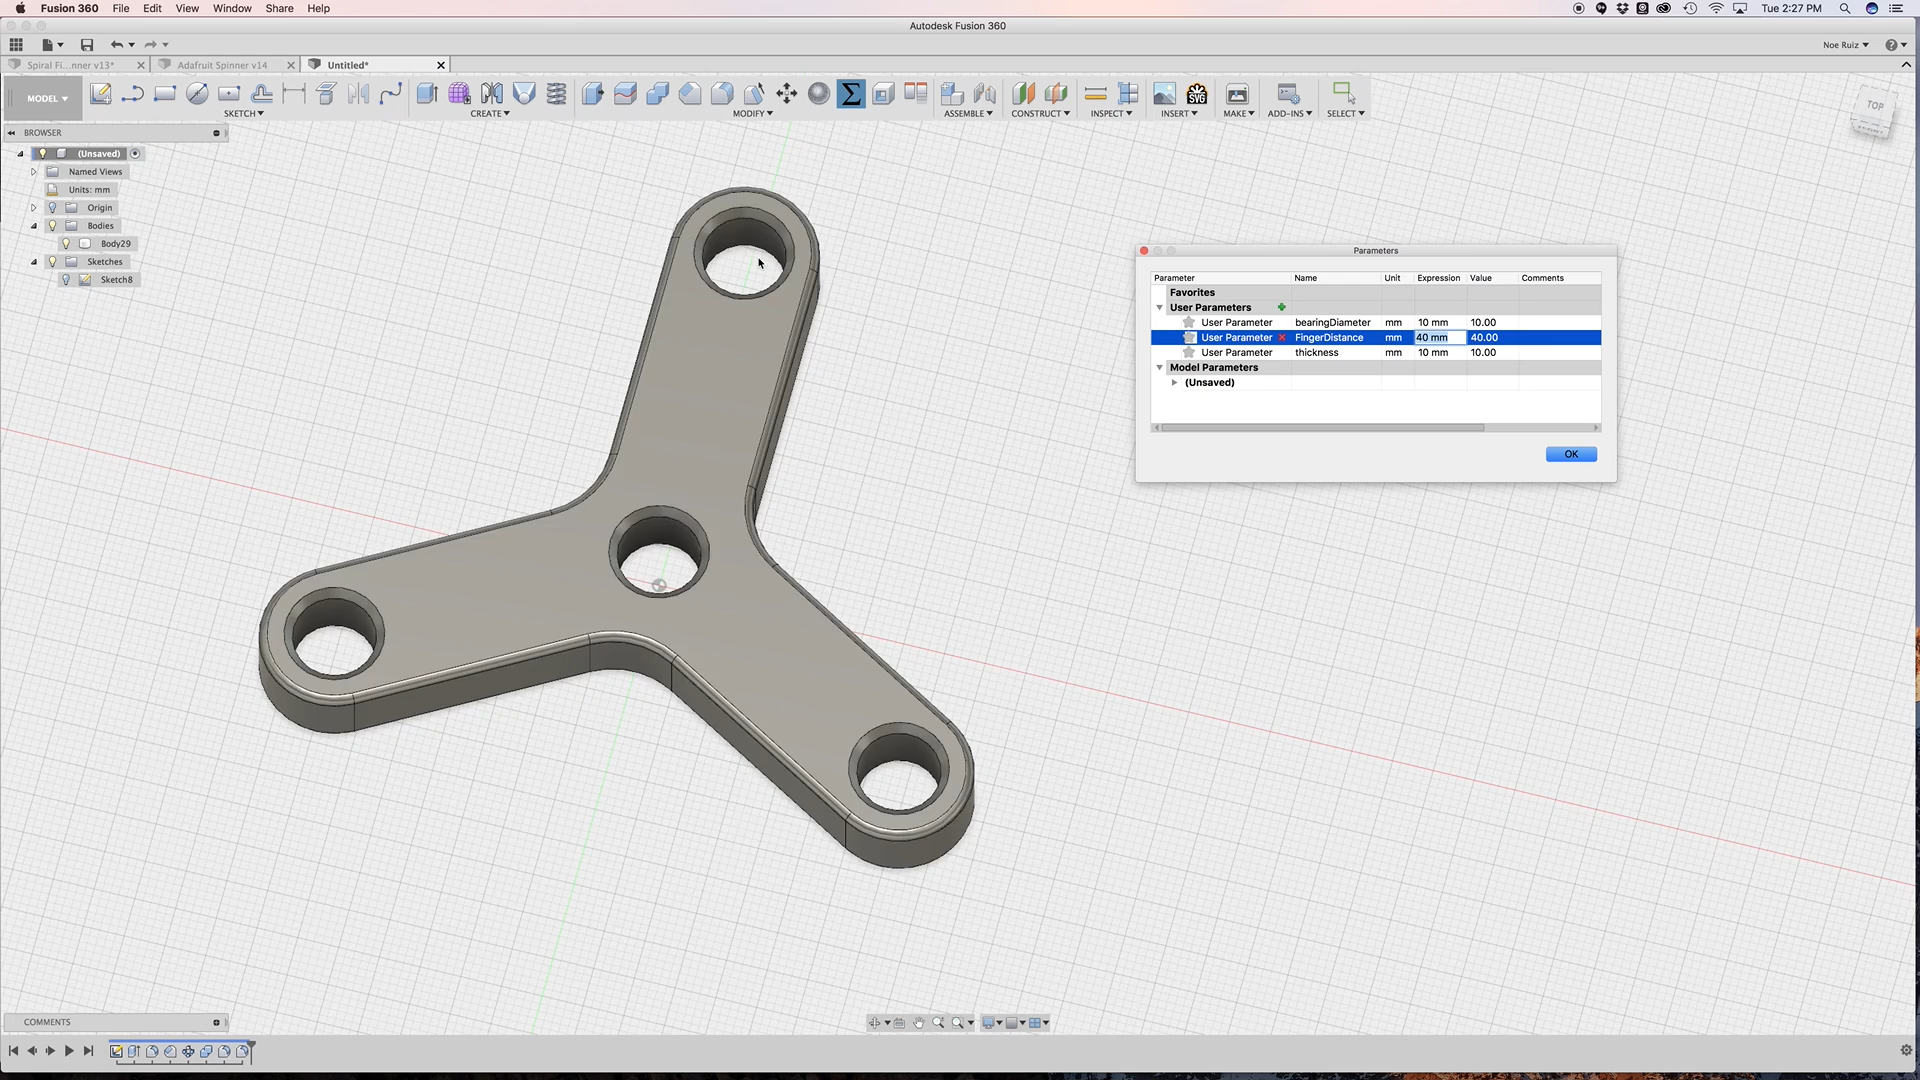 Fusion 360 File Edit View Window Share Help Tue 2:27 PM
Autodesk Fusion 360
Noe Ruiz
Spiral Fi...nner v13* Adafruit Spinner v14 Untitled*
MODEL
SKETCH CREATE MODIFY ASSEMBLE CONSTRUCT INSPECT INSERT MAKE ADD-INS SELECT
SVG
TOP
BROWSER
(Unsaved)
Named Views
Units: mm
Origin
Bodies
Body29
Sketches
Sketch8
Parameters
Parameter Name Unit Expression Value Comments
Favorites
User Parameters
User Parameter bearingDiameter mm 10 mm 10.00
User Parameter FingerDistance mm 40 mm 40.00
User Parameter thickness mm 10 mm 10.00
Model Parameters
(Unsaved)
OK
COMMENTS